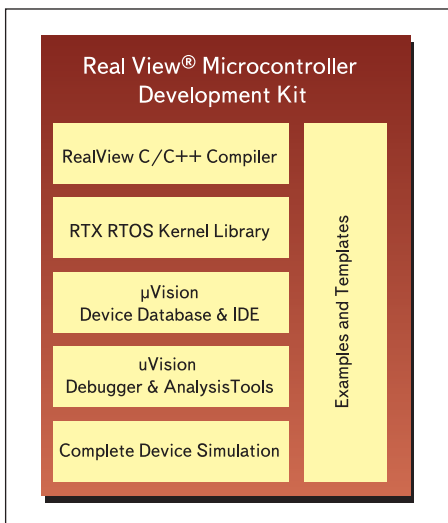 Real View® Microcontroller
Development Kit
RealView C/C++ Compiler
RTX RTOS Kernel Library
µVision
Device Database & IDE
uVision
Debugger & AnalysisTools
Complete Device Simulation
Examples and Templates